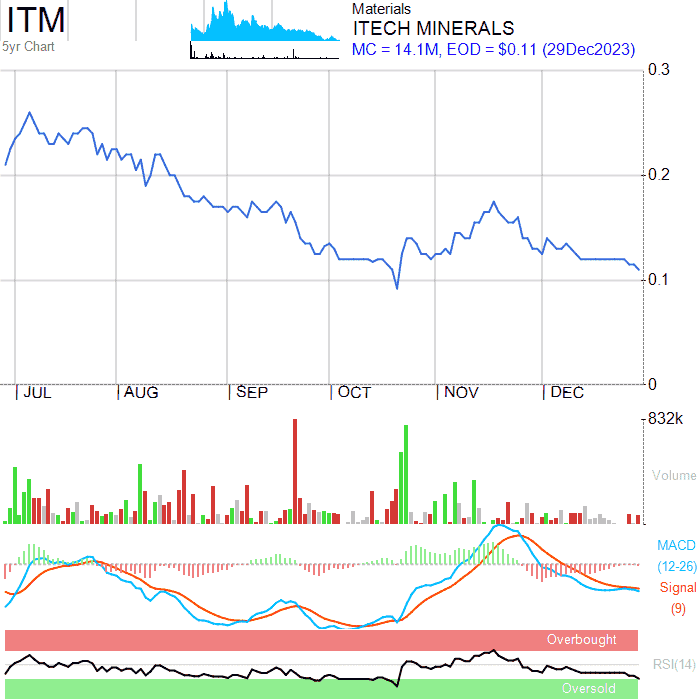 ITM
5yr Chart
Materials
ITECH MINERALS
MC = 14.1M, EOD = $0.11 (29Dec2023)
0.3
0.2
0.1
0
JUL AUG SEP OCT NOV DEC
832k
Volume
MACD
(12-26)
Signal
(9)
Overbought
RSI(14)
Oversold